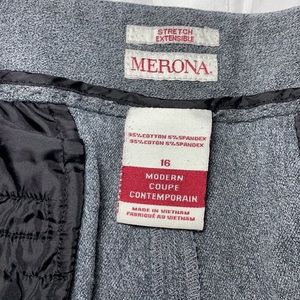 STRETCH
EXTENSIBLE
MERONA.
95%COTTON 5%SPANDEX
95%COTON 5%SPANDEX
16
MODERN
COUPE
CONTEMPORAIN
MADE IN VIETNAM
FABRIQUÉ AU VIETNAM